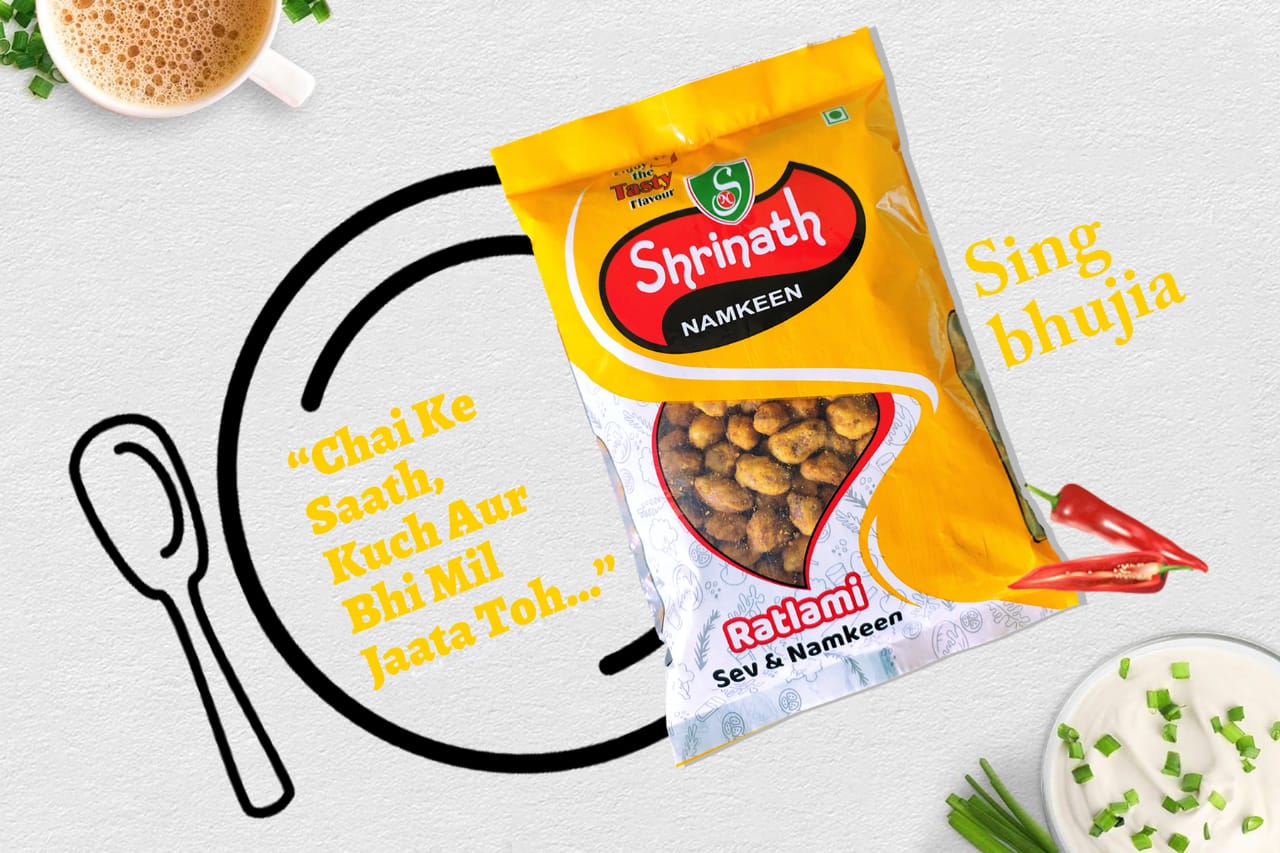 Enjoy
the
Tasty
Flavour
S
N
Shrinath
NAMKEEN
Sing
bhujia
“Chai Ke
Saath,
Kuch Aur
Bhi Mil
Jaata Toh...”
Ratlami
Sev & Namkeen